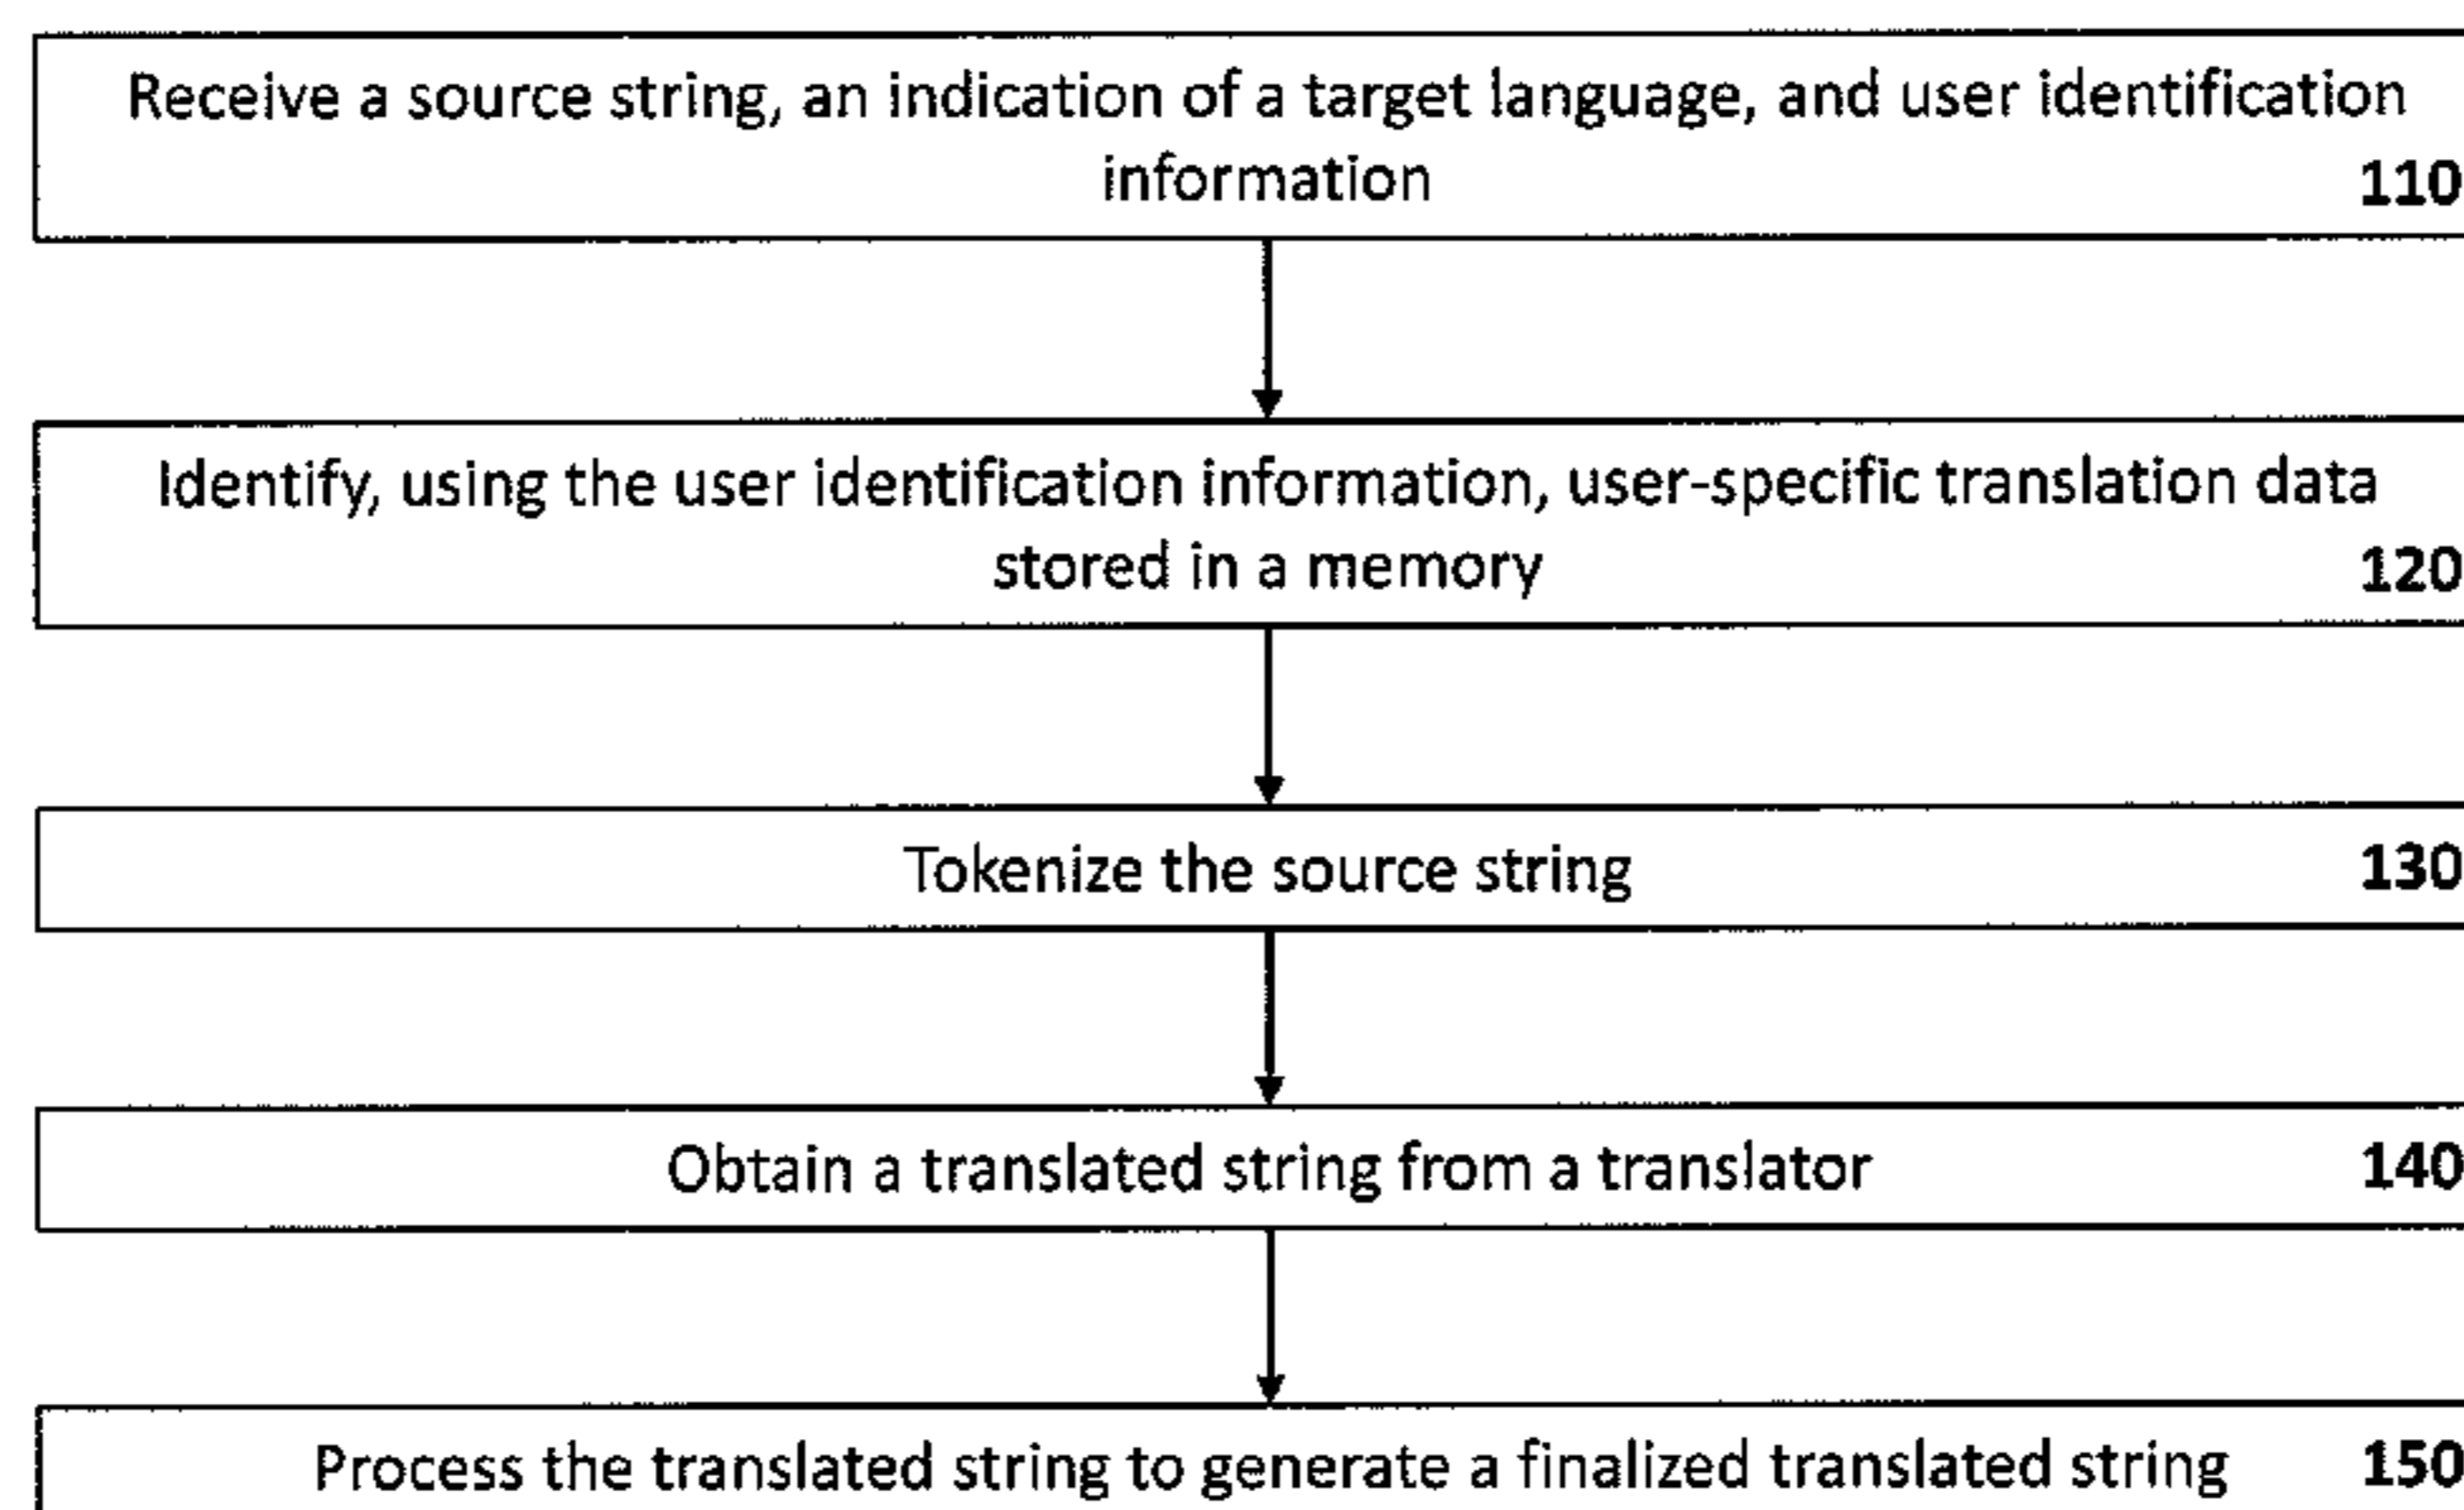 Receive a source string, an indication of a target language, and user identification
information
110
Identify, using the user identification information, user-specific translation data
stored in a memory
120
Tokenize the source string 130
Obtain a translated string from a translator 140
Process the translated string to generate a finalized translated string 150